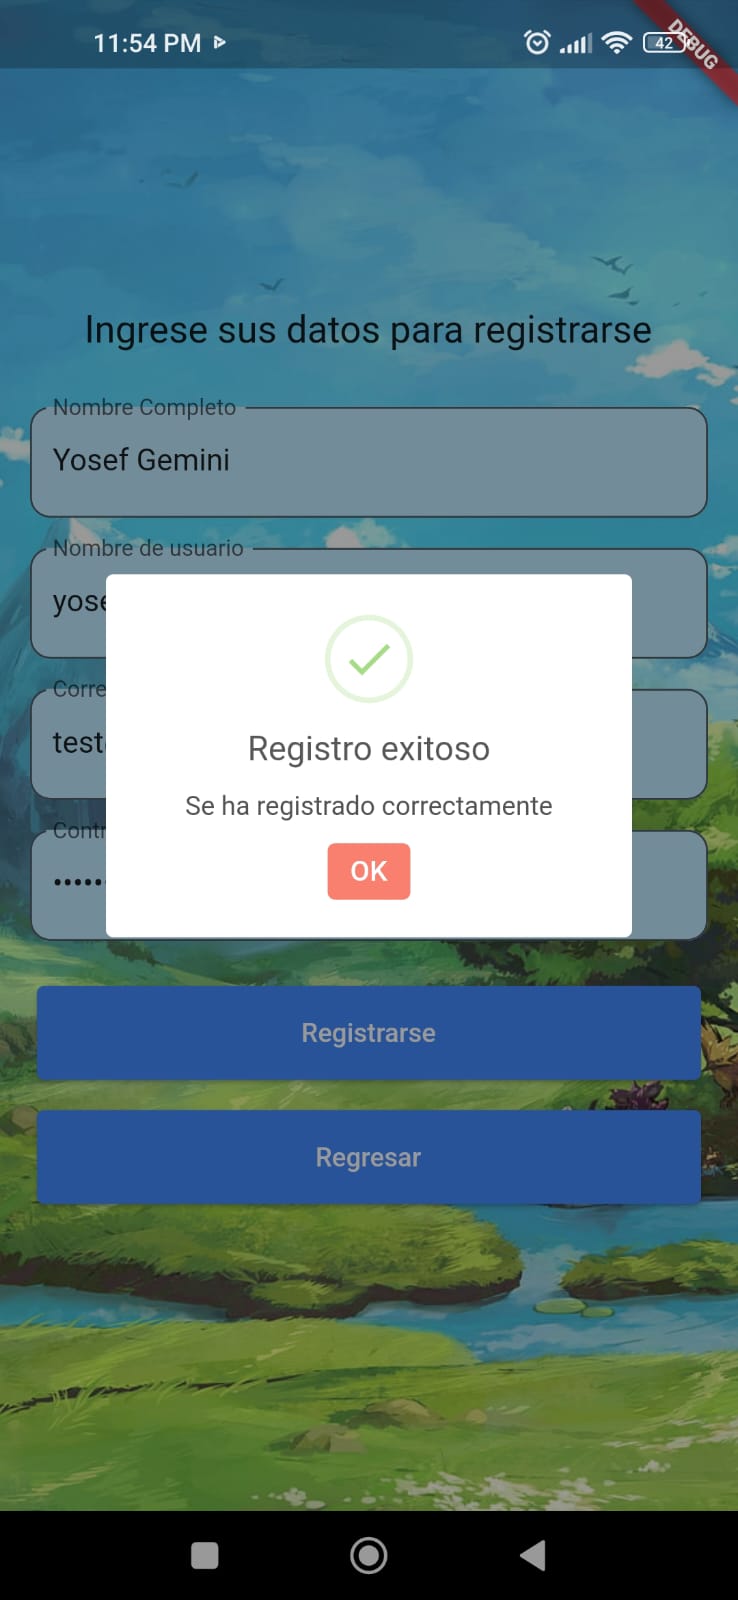 11:54 PM
42
DEBUG
Ingrese sus datos para registrarse
Nombre Completo
Yosef Gemini
Nombre de usuario
yose
Corre
test
Contr
Registro exitoso
Se ha registrado correctamente
OK
Registrarse
Regresar